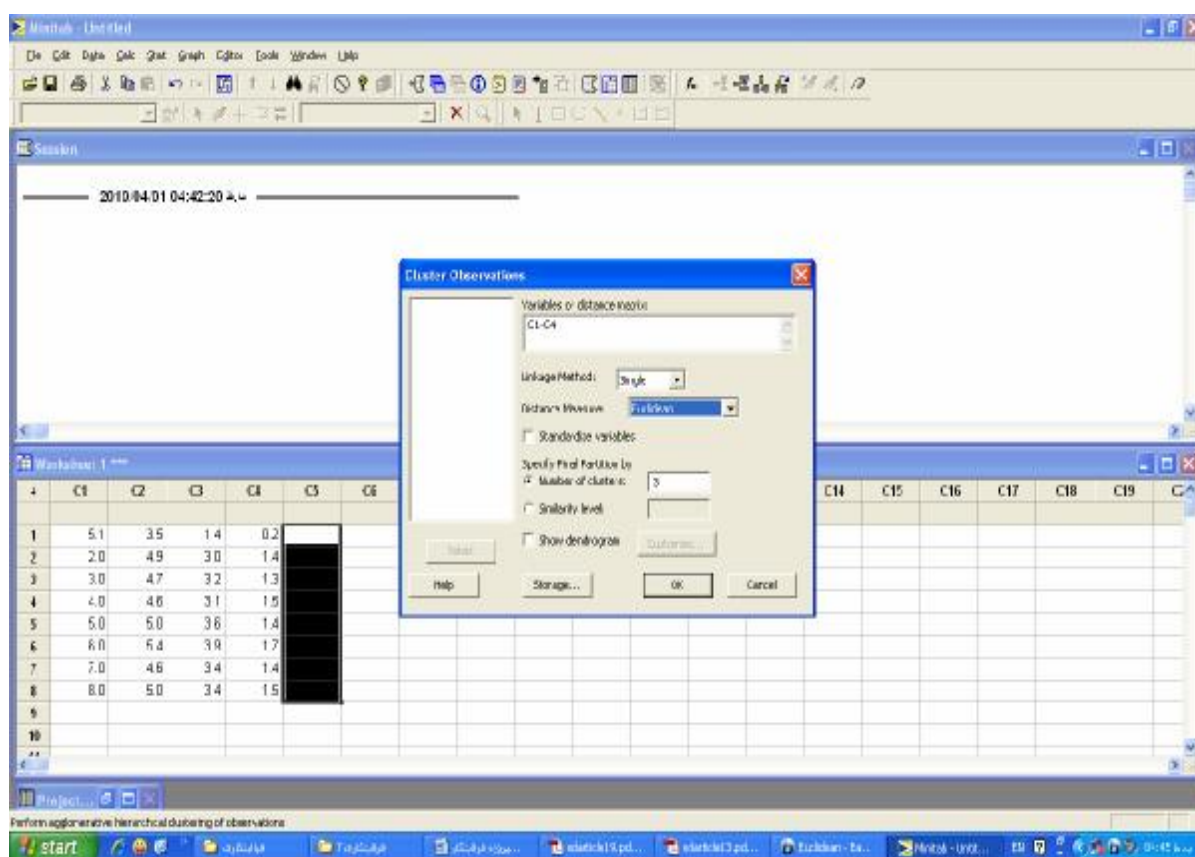 Minitab - Untitled
File Edit Data Calc Stat Graph Editor Tools Window Help
Session
2010/04/01 04:42:20
Cluster Observations
Variables or distance matrix
C1-C4
Linkage Method: Single
Distance Measure Euclidean
Standardize variables
Specify Final Partition by
Number of clusters: 3
Similarity level:
Show dendrogram Customize...
Select
Help Storage... OK Cancel
Worksheet 1 ***
C1 C2 C3 C4 C5 C6 C14 C15 C16 C17 C18 C19
1 5.1 3.5 1.4 0.2
2 2.0 4.9 3.0 1.4
3 3.0 4.7 3.2 1.3
4 4.0 4.6 3.1 1.5
5 5.0 5.0 3.6 1.4
6 6.0 5.4 3.9 1.7
7 7.0 4.6 3.4 1.4
8 8.0 5.0 3.4 1.5
9
10
Project...
Perform agglomerative hierarchical clustering of observations
start Minitab - Unti... EN